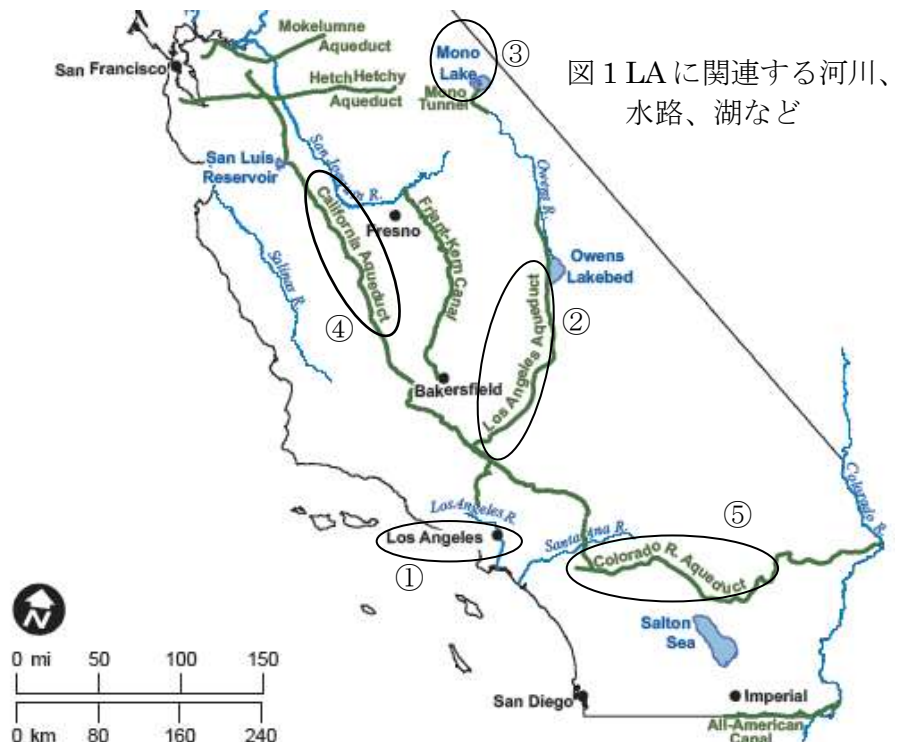 Mokelumne
Aqueduct
San Francisco
Hetch Hetchy
Aqueduct
Mono
Lake
③
Mono
Tunnel
図1 LAに関連する河川、
水路、湖など
San Luis
Reservoir
San Joaquin R.
Owens R.
California Aqueduct
Fresno
Friant-Kern Canal
Salinas R.
Owens
Lakebed
④
Los Angeles Aqueduct
②
Bakersfield
Colorado R.
Los Angeles R.
Los Angeles
①
Santa Ana R.
⑤
Colorado R. Aqueduct
Salton
Sea
N
0 mi 50 100 150
0 km 80 160 240
San Diego
Imperial
All-American
Canal